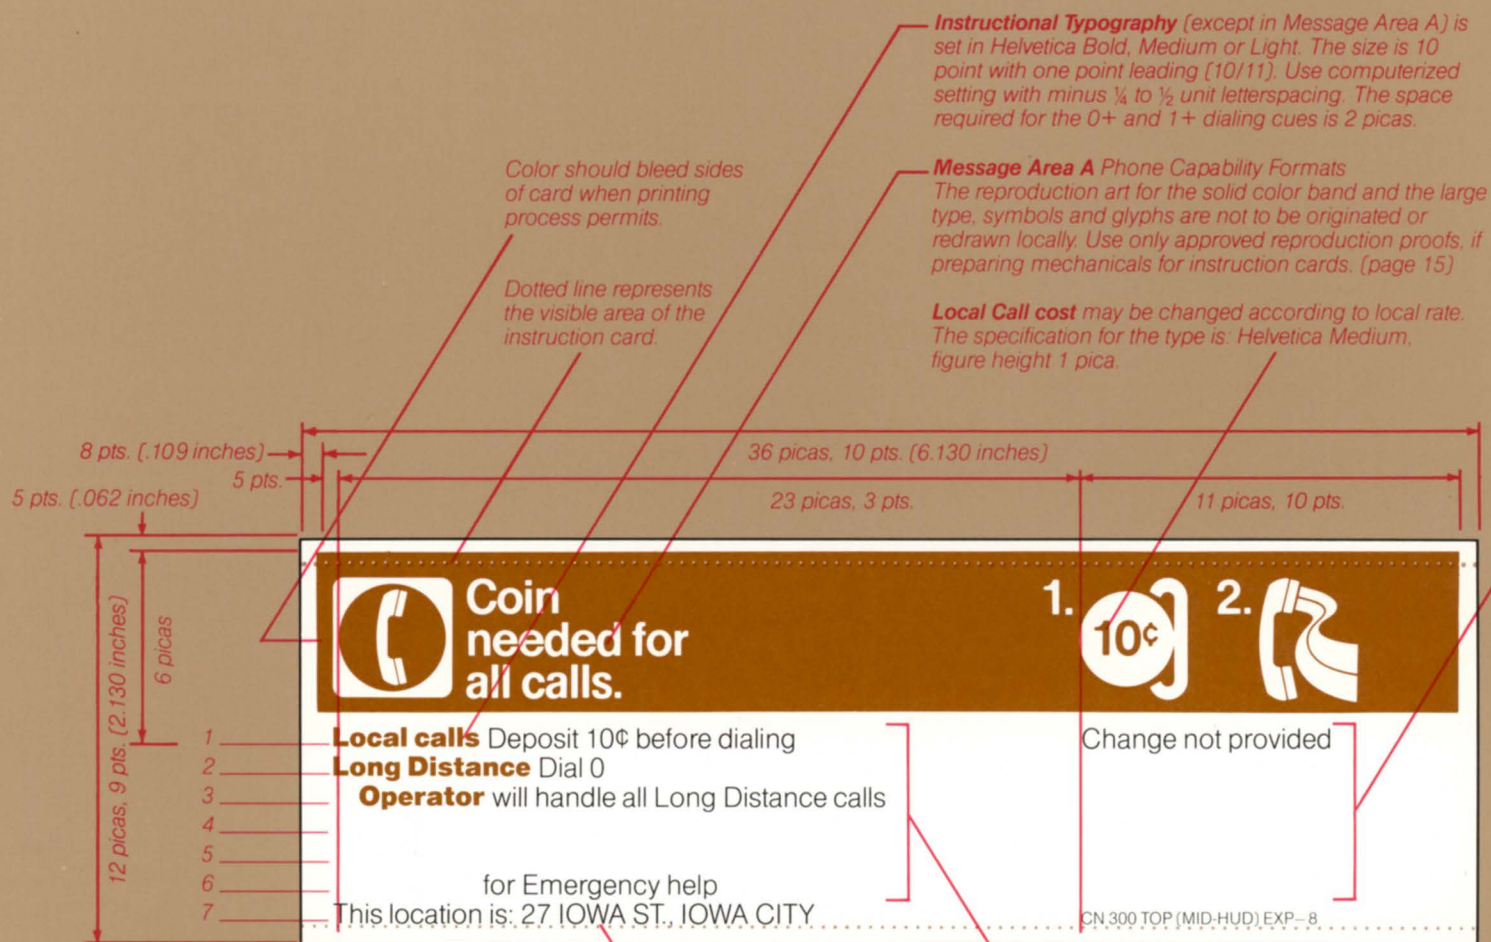 Instructional Typography (except in Message Area A) is
set in Helvetica Bold, Medium or Light. The size is 10
point with one point leading (10/11). Use computerized
setting with minus ¼ to ½ unit letterspacing. The space
required for the 0+ and 1+ dialing cues is 2 picas.
Color should bleed sides
of card when printing
process permits.
Message Area A Phone Capability Formats
The reproduction art for the solid color band and the large
type, symbols and glyphs are not to be originated or
redrawn locally. Use only approved reproduction proofs, if
preparing mechanicals for instruction cards. (page 15)
Dotted line represents
the visible area of the
instruction card.
Local Call cost may be changed according to local rate.
The specification for the type is: Helvetica Medium,
figure height 1 pica.
8 pts. (.109 inches)
36 picas, 10 pts. (6.130 inches)
5 pts.
5 pts. (.062 inches)
23 picas, 3 pts.
11 picas, 10 pts.
12 picas, 9 pts. (2.130 inches)
6 picas
Coin
needed for
all calls.
1.
10¢
2.
1
Local calls Deposit 10¢ before dialing
Change not provided
2
Long Distance Dial 0
3
Operator will handle all Long Distance calls
4
5
6
for Emergency help
7
This location is: 27 IOWA ST., IOWA CITY
CN 300 TOP (MID-HUD) EXP–8